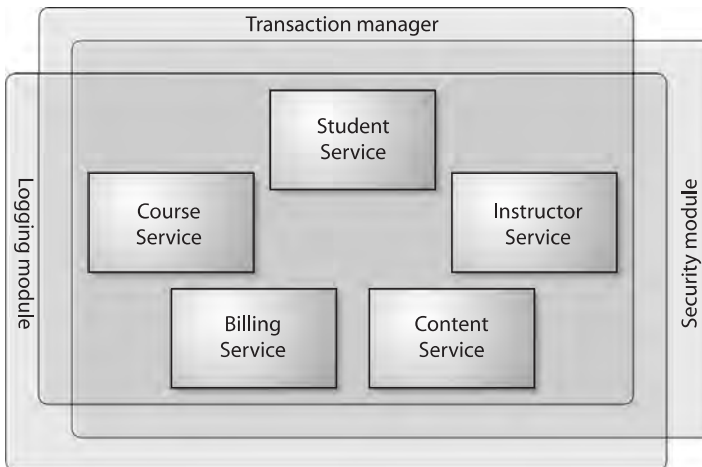 Transaction manager
Student
Service
Course
Service
Instructor
Service
Billing
Service
Content
Service
Logging module
Security module